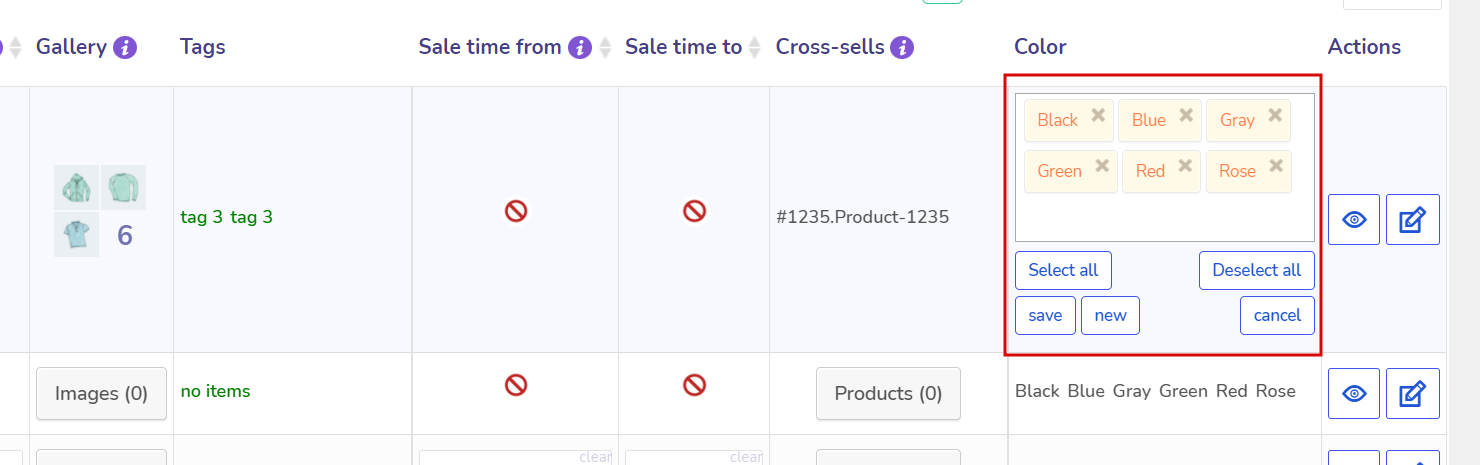 Gallery i Tags Sale time from i Sale time to Cross-sells i Color Actions
Black Blue Gray
Green Red Rose
6 tag 3 tag 3 #1235.Product-1235
Select all Deselect all
save new cancel
Images (0) no items Products (0) Black Blue Gray Green Red Rose
clear clear